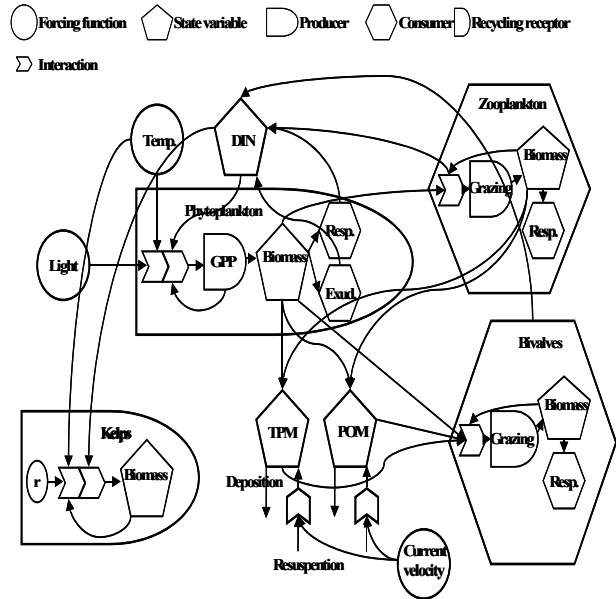 Forcing function State variable Producer Consumer Recycling receptor
Interaction
Zooplankton
Temp.
DIN
Biomass
Grazing
Phytoplankton
Resp.
Resp.
Light
GPP
Biomass
Exud.
Bivalves
Biomass
TPM
POM
Kelps
Grazing
Biomass
r
Deposition
Resp.
Resuspention
Current
velocity